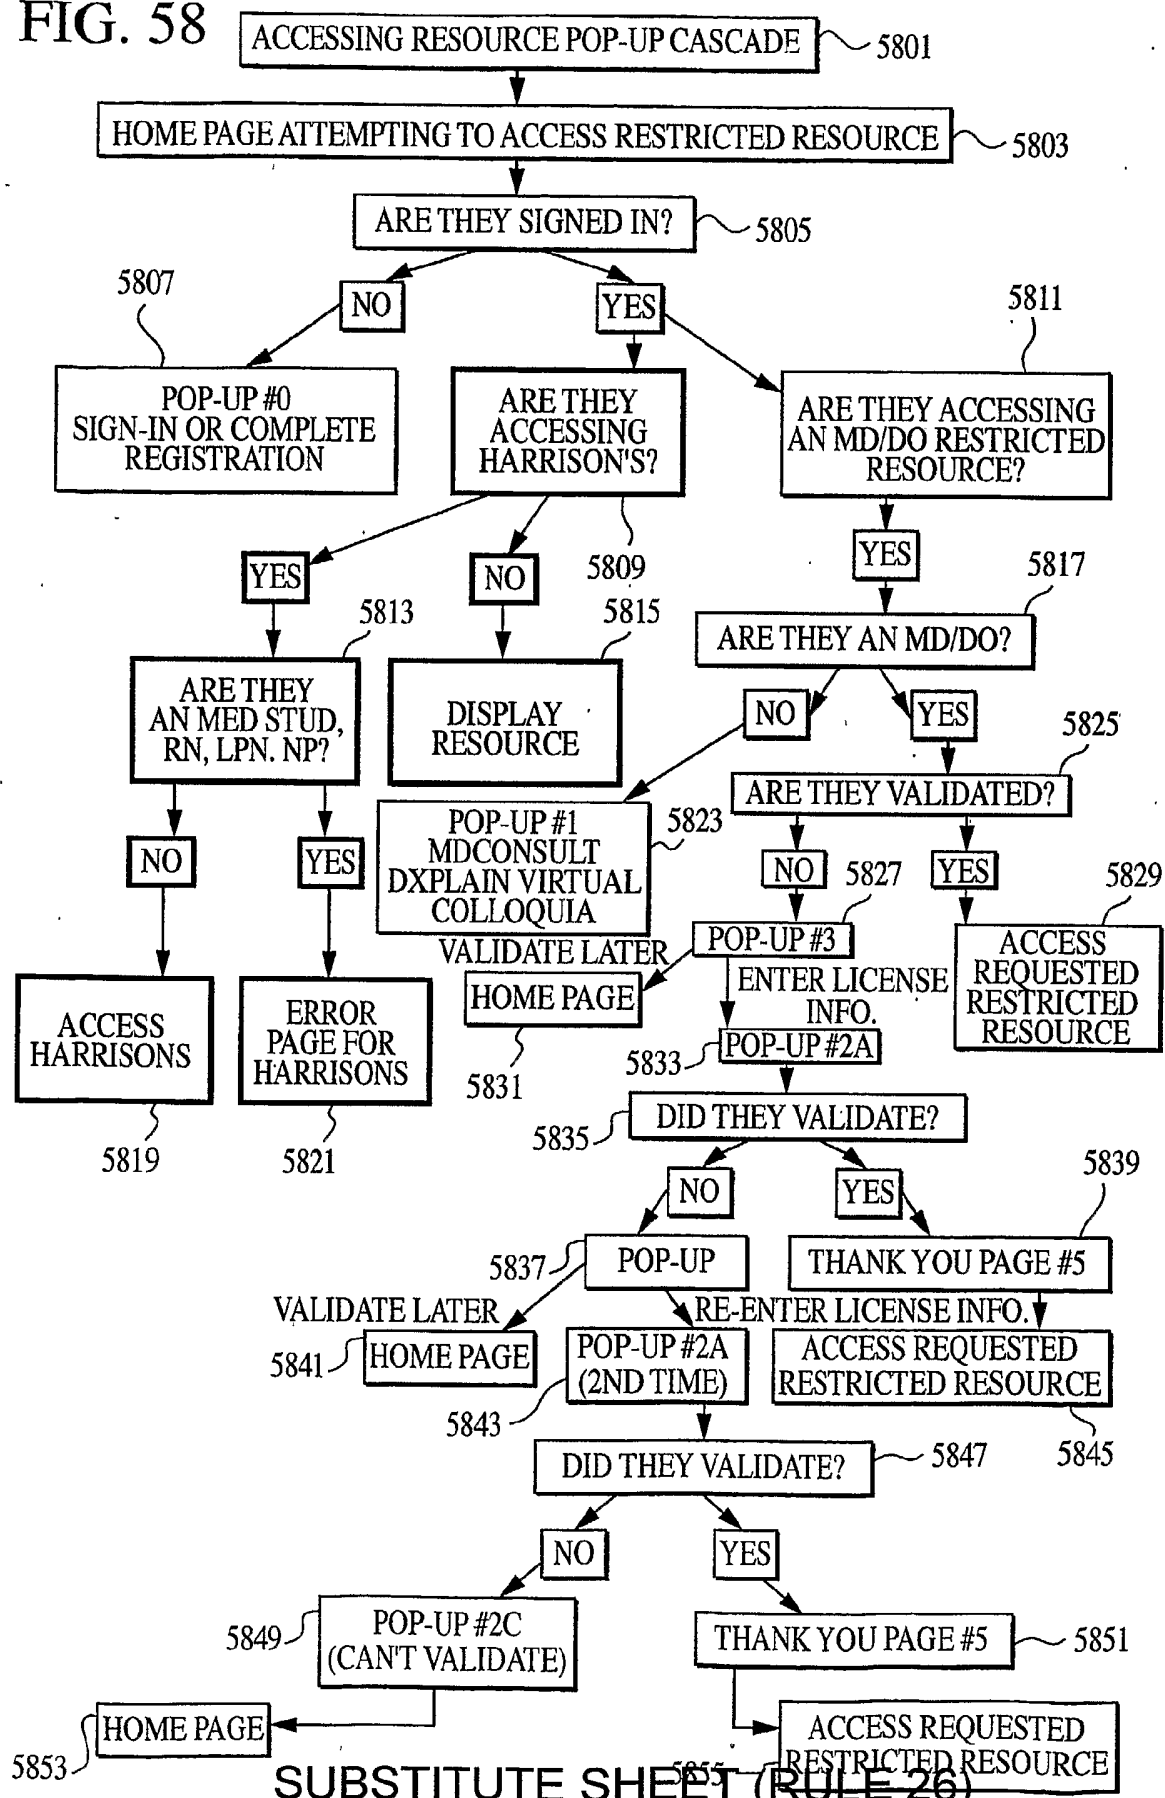 FIG. 58
ACCESSING RESOURCE POP-UP CASCADE
5801
HOME PAGE ATTEMPTING TO ACCESS RESTRICTED RESOURCE
5803
ARE THEY SIGNED IN?
5805
NO
YES
5807
5811
POP-UP #0
SIGN-IN OR COMPLETE
REGISTRATION
ARE THEY
ACCESSING
HARRISON'S?
ARE THEY ACCESSING
AN MD/DO RESTRICTED
RESOURCE?
5809
YES
NO
YES
5813
5815
5817
ARE THEY
AN MED STUD,
RN, LPN. NP?
DISPLAY
RESOURCE
ARE THEY AN MD/DO?
NO
YES
5825
ARE THEY VALIDATED?
NO
YES
POP-UP #1
MDCONSULT
DXPLAIN VIRTUAL
COLLOQUIA
5823
NO
YES
5827
5829
POP-UP #3
VALIDATE LATER
HOME PAGE
5831
ENTER LICENSE
INFO.
ACCESS
REQUESTED
RESTRICTED
RESOURCE
ACCESS
HARRISONS
5819
ERROR
PAGE FOR
HARRISONS
5821
POP-UP #2A
5833
DID THEY VALIDATE?
5835
NO
YES
5839
POP-UP
5837
THANK YOU PAGE #5
VALIDATE LATER
RE-ENTER LICENSE INFO.
HOME PAGE
5841
POP-UP #2A
(2ND TIME)
5843
ACCESS REQUESTED
RESTRICTED RESOURCE
5845
DID THEY VALIDATE?
5847
NO
YES
POP-UP #2C
(CAN'T VALIDATE)
5849
THANK YOU PAGE #5
5851
HOME PAGE
5853
ACCESS REQUESTED
RESTRICTED RESOURCE
5855
SUBSTITUTE SHEET (RULE 26)